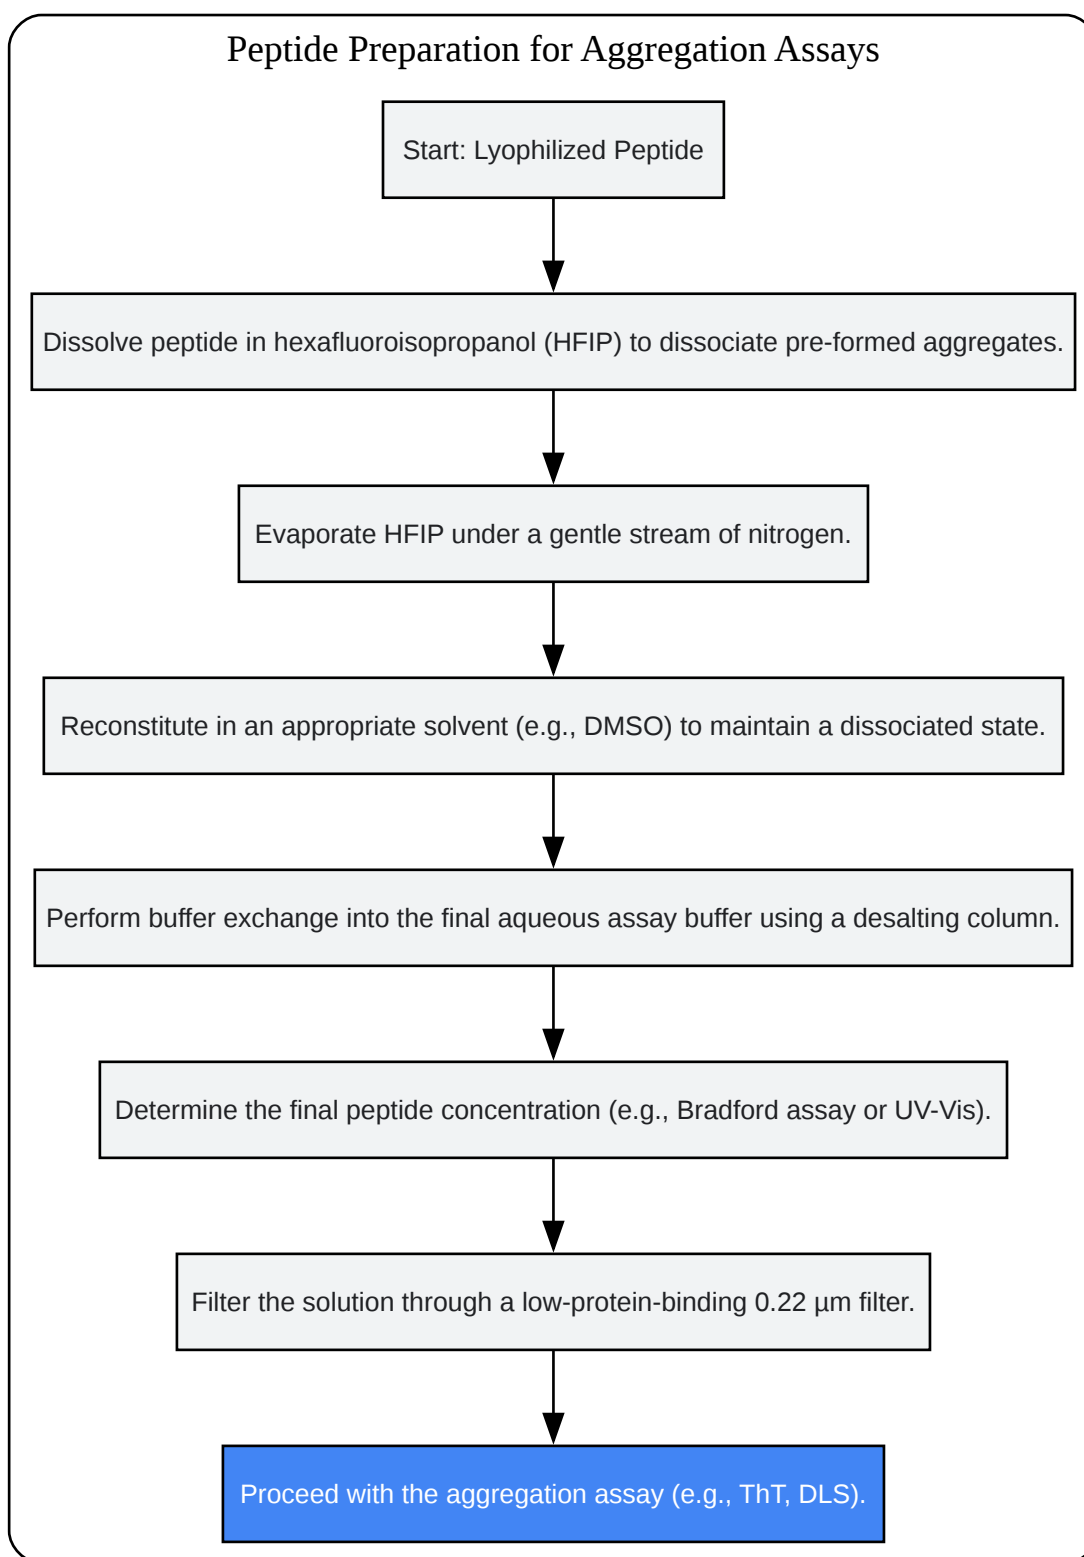 Peptide Preparation for Aggregation Assays
Start: Lyophilized Peptide
Dissolve peptide in hexafluoroisopropanol (HFIP) to dissociate pre-formed aggregates.
Evaporate HFIP under a gentle stream of nitrogen.
Reconstitute in an appropriate solvent (e.g., DMSO) to maintain a dissociated state.
Perform buffer exchange into the final aqueous assay buffer using a desalting column.
Determine the final peptide concentration (e.g., Bradford assay or UV-Vis).
Filter the solution through a low-protein-binding 0.22 µm filter.
Proceed with the aggregation assay (e.g., ThT, DLS).